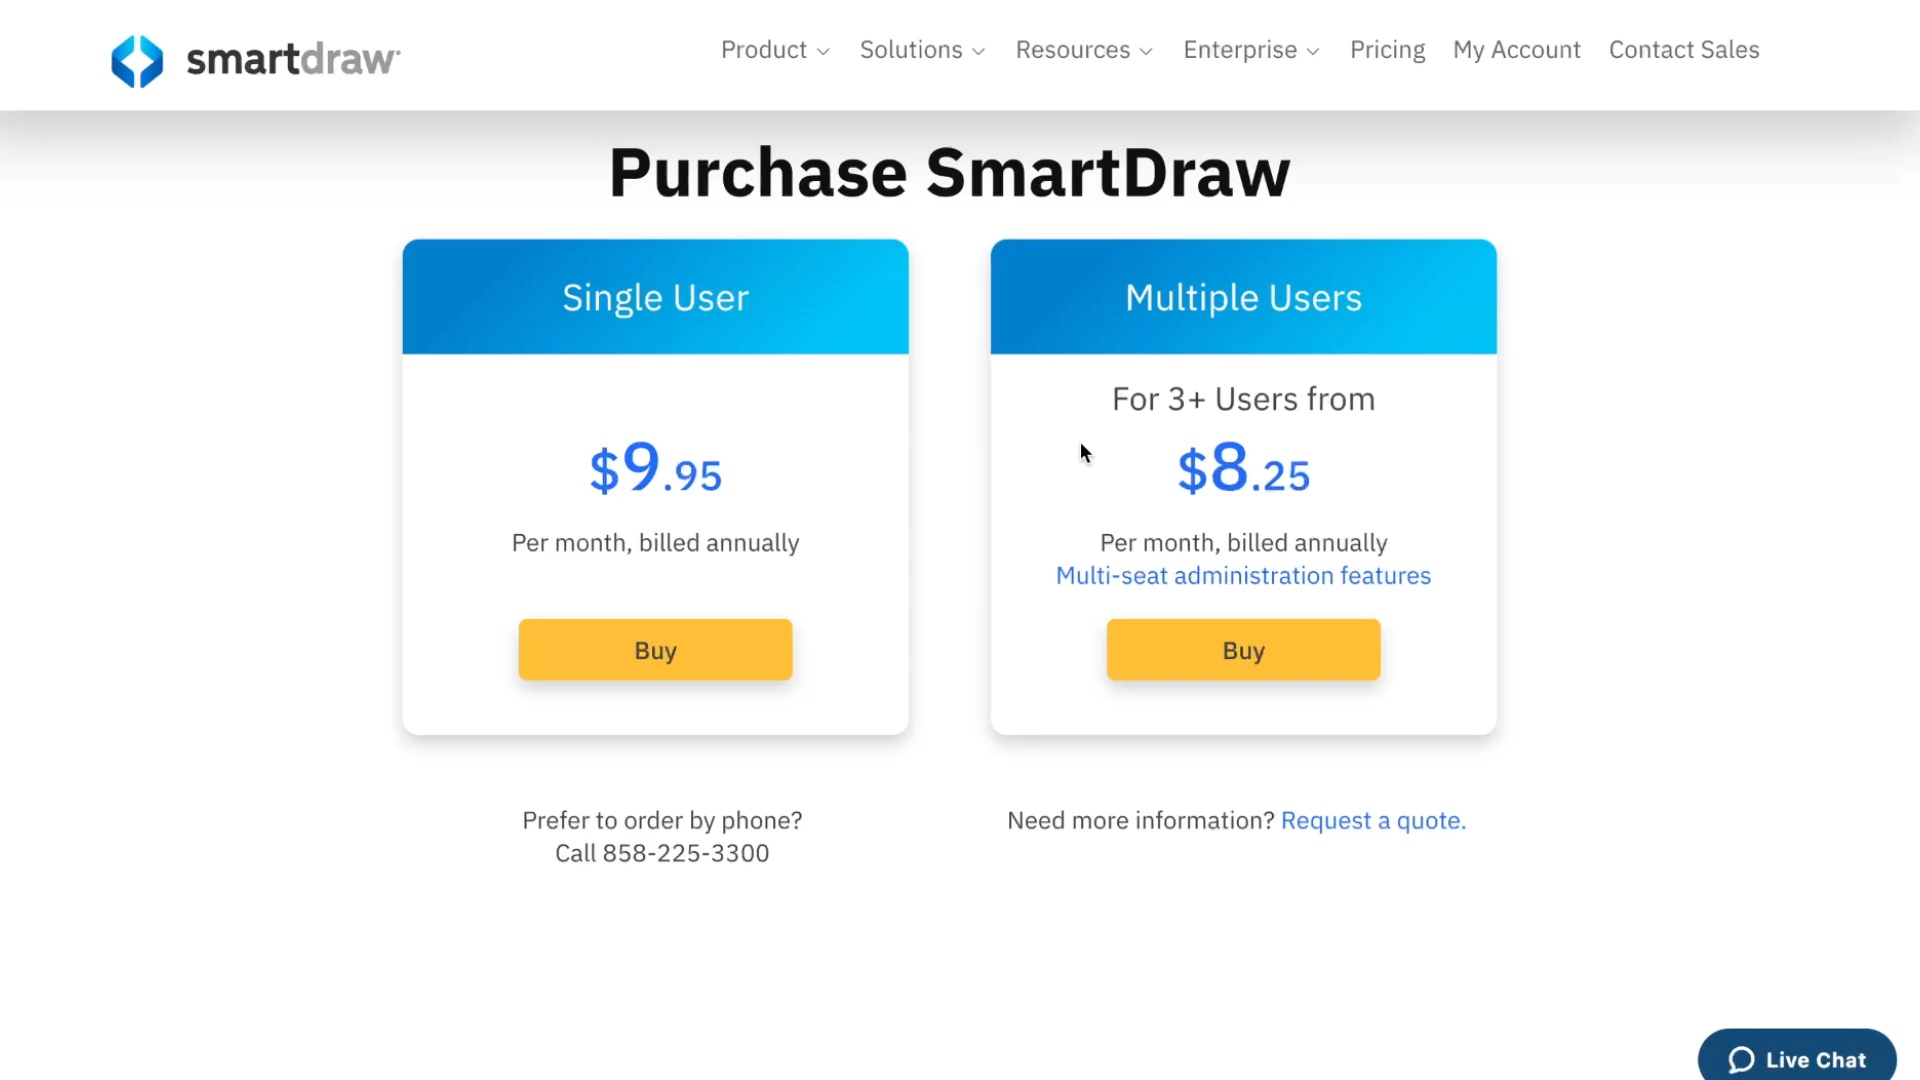 smartdraw
Product Solutions Resources Enterprise Pricing My Account Contact Sales
Purchase SmartDraw
Single User
$9.95
Per month, billed annually
Buy
Multiple Users
For 3+ Users from
$8.25
Per month, billed annually
Multi-seat administration features
Buy
Prefer to order by phone?
Call 858-225-3300
Need more information? Request a quote.
Live Chat